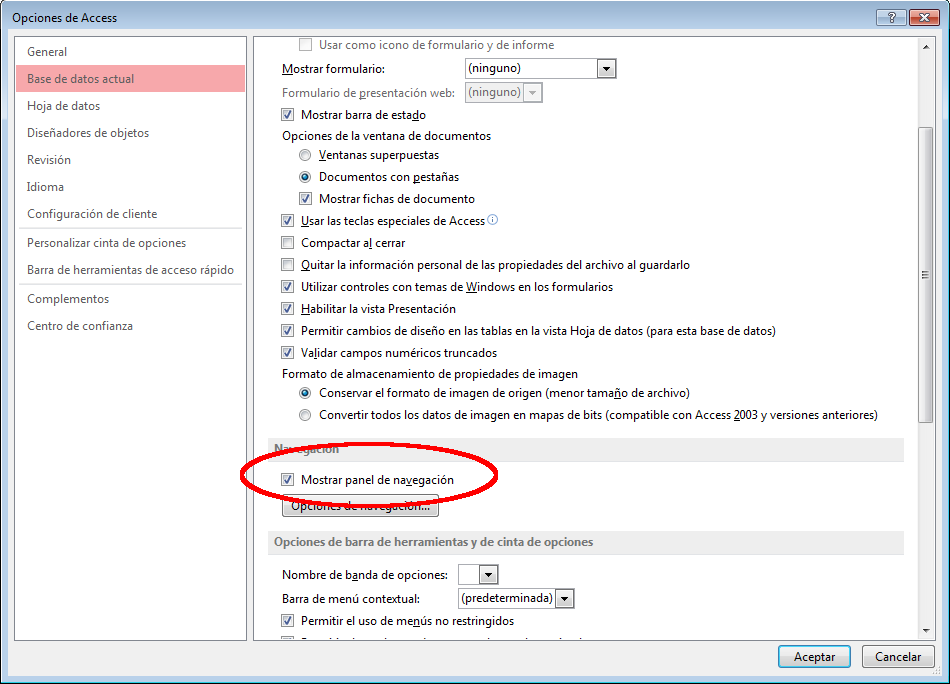 Opciones de Access
General
Base de datos actual
Hoja de datos
Diseñadores de objetos
Revisión
Idioma
Configuración de cliente
Personalizar cinta de opciones
Barra de herramientas de acceso rápido
Complementos
Centro de confianza
Usar como icono de formulario y de informe
Mostrar formulario: (ninguno)
Formulario de presentación web: (ninguno)
Mostrar barra de estado
Opciones de la ventana de documentos
Ventanas superpuestas
Documentos con pestañas
Mostrar fichas de documento
Usar las teclas especiales de Access
Compactar al cerrar
Quitar la información personal de las propiedades del archivo al guardarlo
Utilizar controles con temas de Windows en los formularios
Habilitar la vista Presentación
Permitir cambios de diseño en las tablas en la vista Hoja de datos (para esta base de datos)
Validar campos numéricos truncados
Formato de almacenamiento de propiedades de imagen
Conservar el formato de imagen de origen (menor tamaño de archivo)
Convertir todos los datos de imagen en mapas de bits (compatible con Access 2003 y versiones anteriores)
Navegación
Mostrar panel de navegación
Opciones de navegación...
Opciones de barra de herramientas y de cinta de opciones
Nombre de banda de opciones:
Barra de menú contextual: (predeterminada)
Permitir el uso de menús no restringidos
Aceptar Cancelar